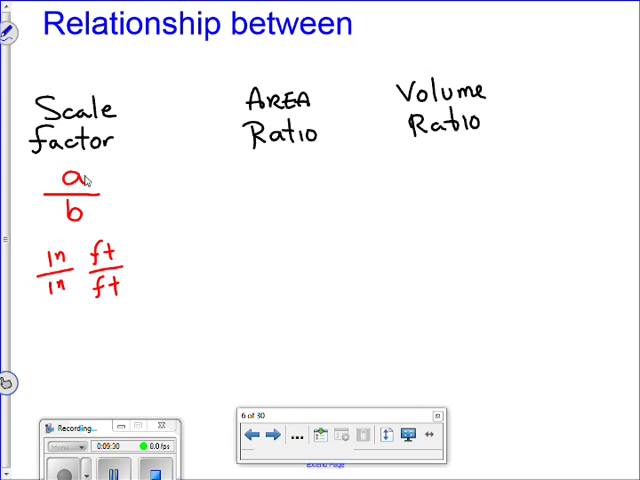 Relationship between
Scale
factor
AREA
Ratio
Volume
Ratio
a
b
in ft
in ft
Recording...
Menu
0:09:30
0.0 fps
6 of 30
Extend Page